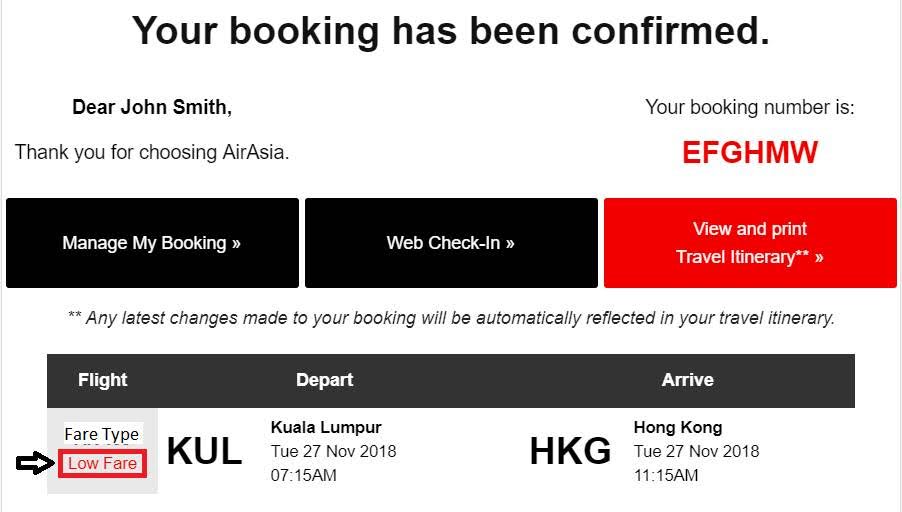 Your booking has been confirmed.
Dear John Smith,
Your booking number is:
Thank you for choosing AirAsia.
EFGHMW
Manage My Booking »
Web Check-In »
View and print
Travel Itinerary** »
** Any latest changes made to your booking will be automatically reflected in your travel itinerary.
Flight Depart Arrive
Fare Type
Low Fare
KUL
Kuala Lumpur
Tue 27 Nov 2018
07:15AM
HKG
Hong Kong
Tue 27 Nov 2018
11:15AM